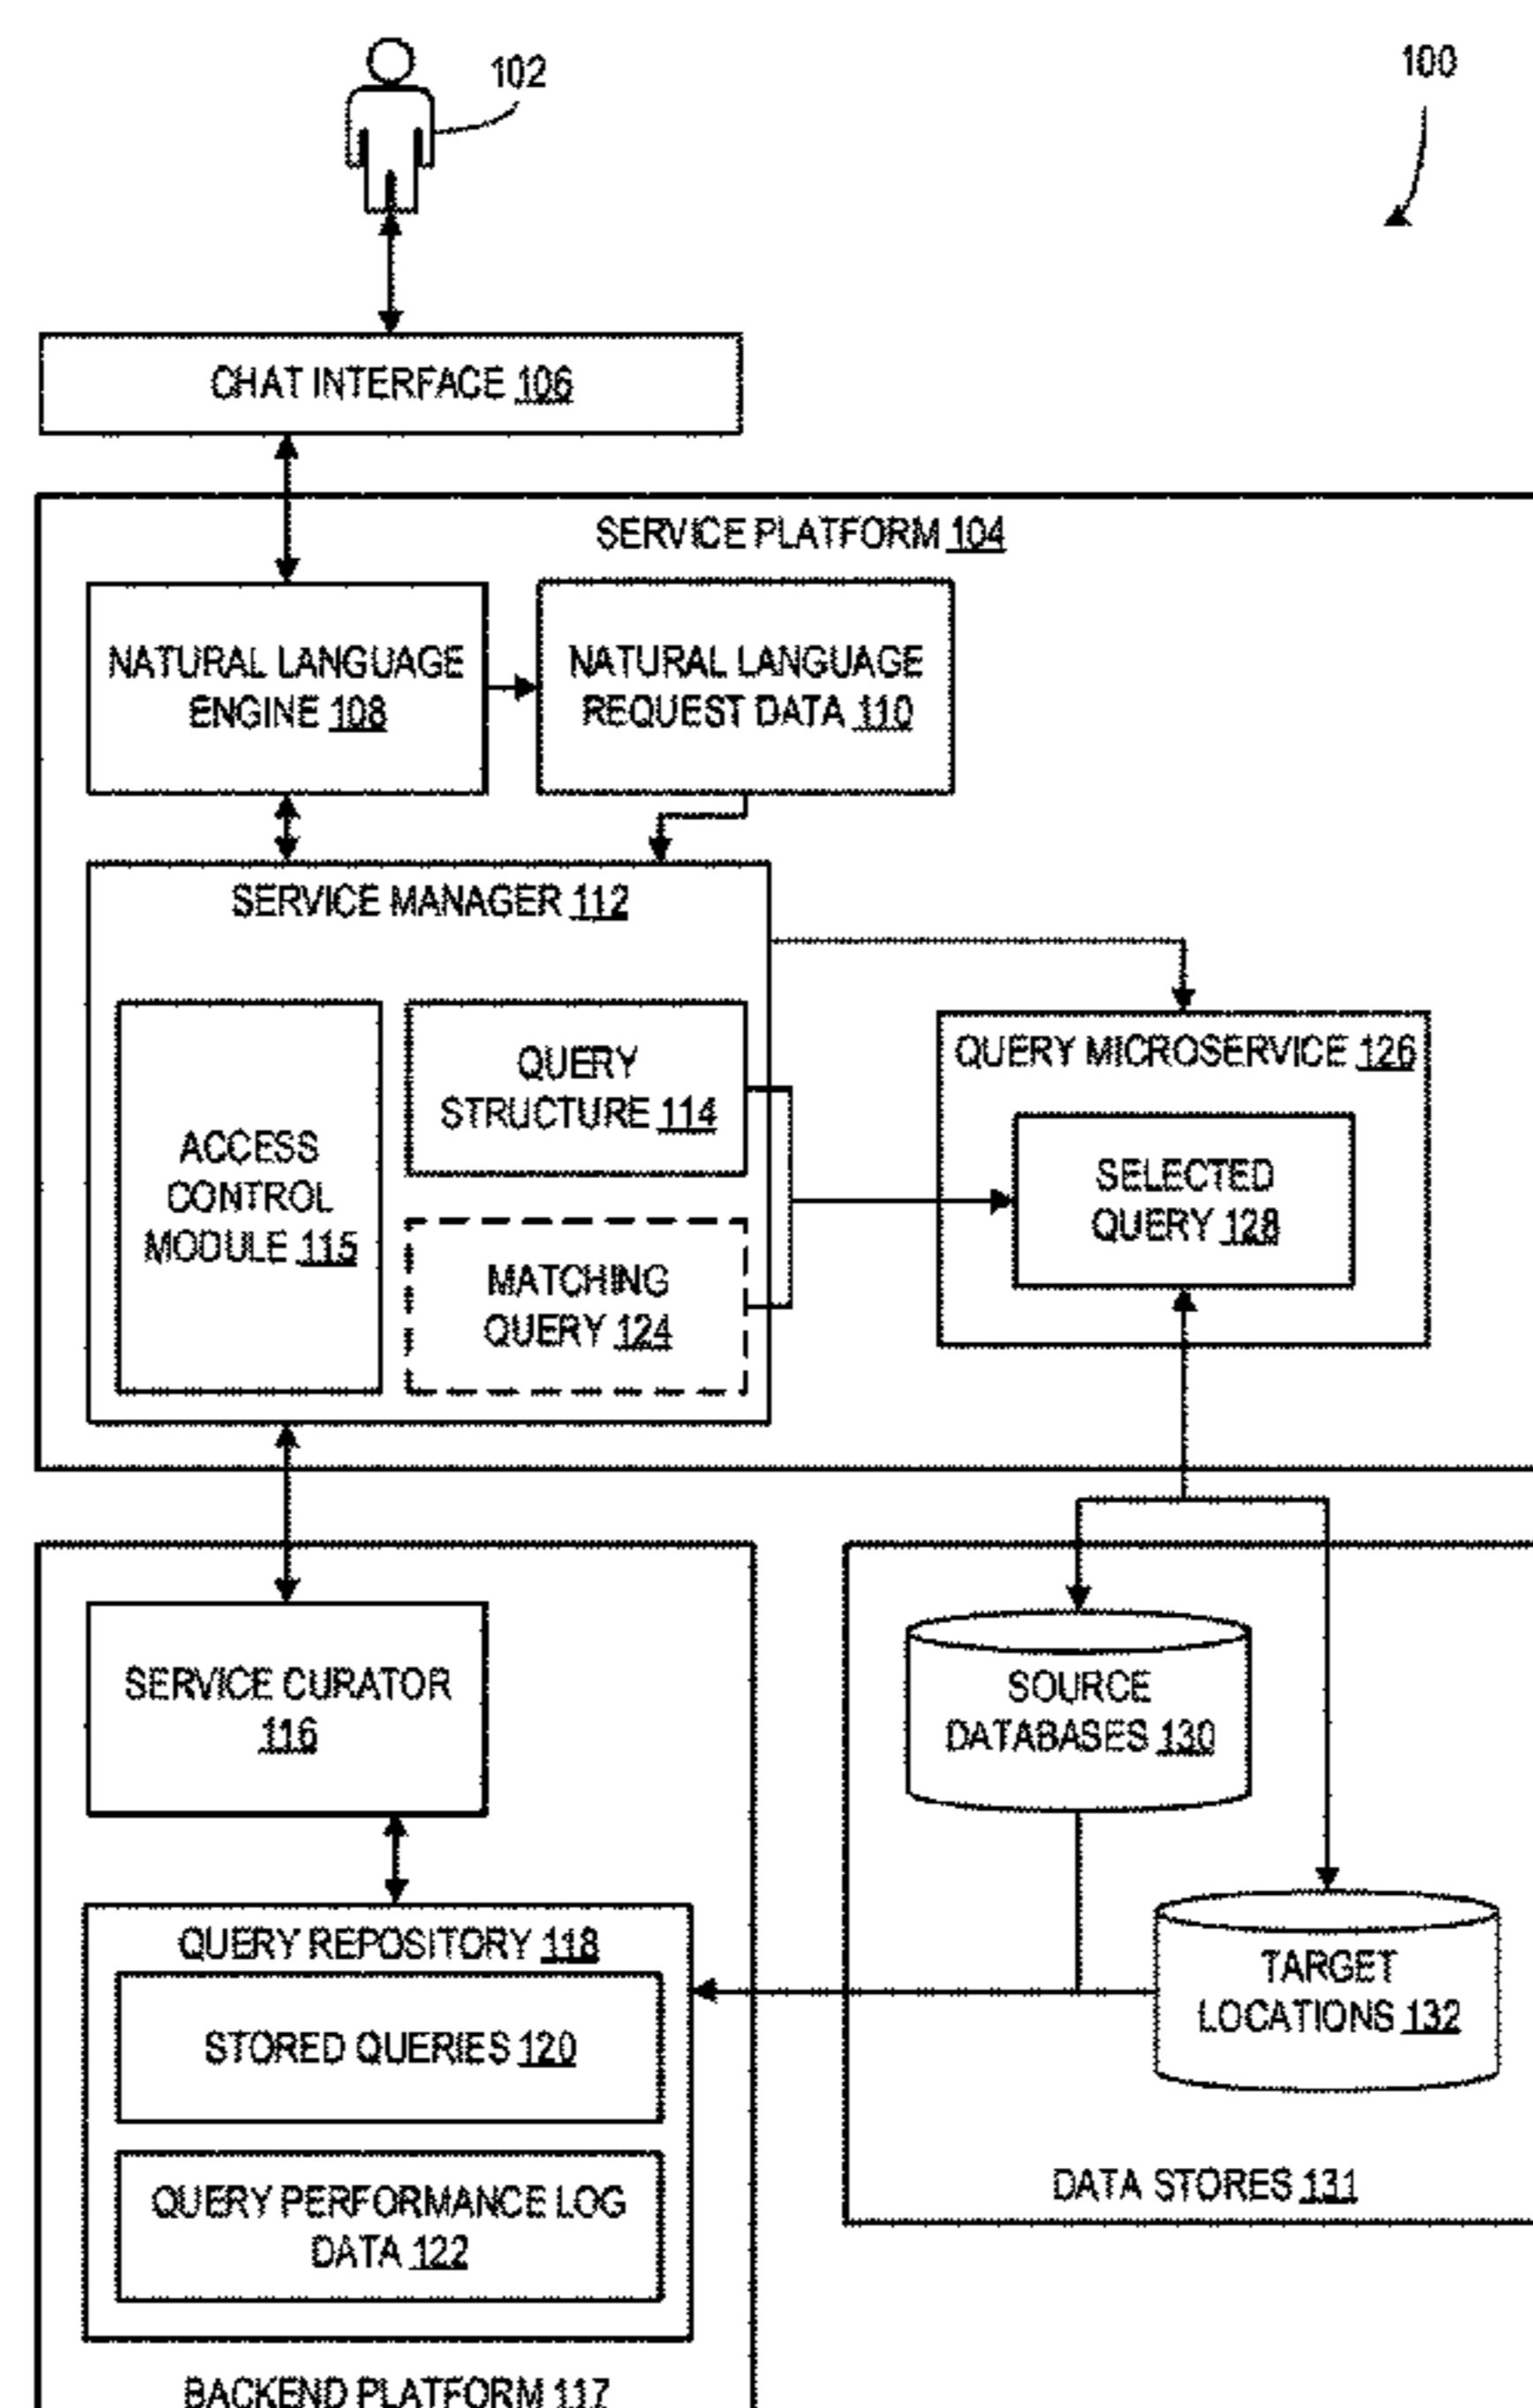 102
100
CHAT INTERFACE 106
SERVICE PLATFORM 104
NATURAL LANGUAGE
ENGINE 108
NATURAL LANGUAGE
REQUEST DATA 110
SERVICE MANAGER 112
ACCESS
CONTROL
MODULE 115
QUERY
STRUCTURE 114
MATCHING
QUERY 124
QUERY MICROSERVICE 126
SELECTED
QUERY 128
SERVICE CURATOR
116
QUERY REPOSITORY 118
STORED QUERIES 120
QUERY PERFORMANCE LOG
DATA 122
BACKEND PLATFORM 117
SOURCE
DATABASES 130
TARGET
LOCATIONS 132
DATA STORES 131